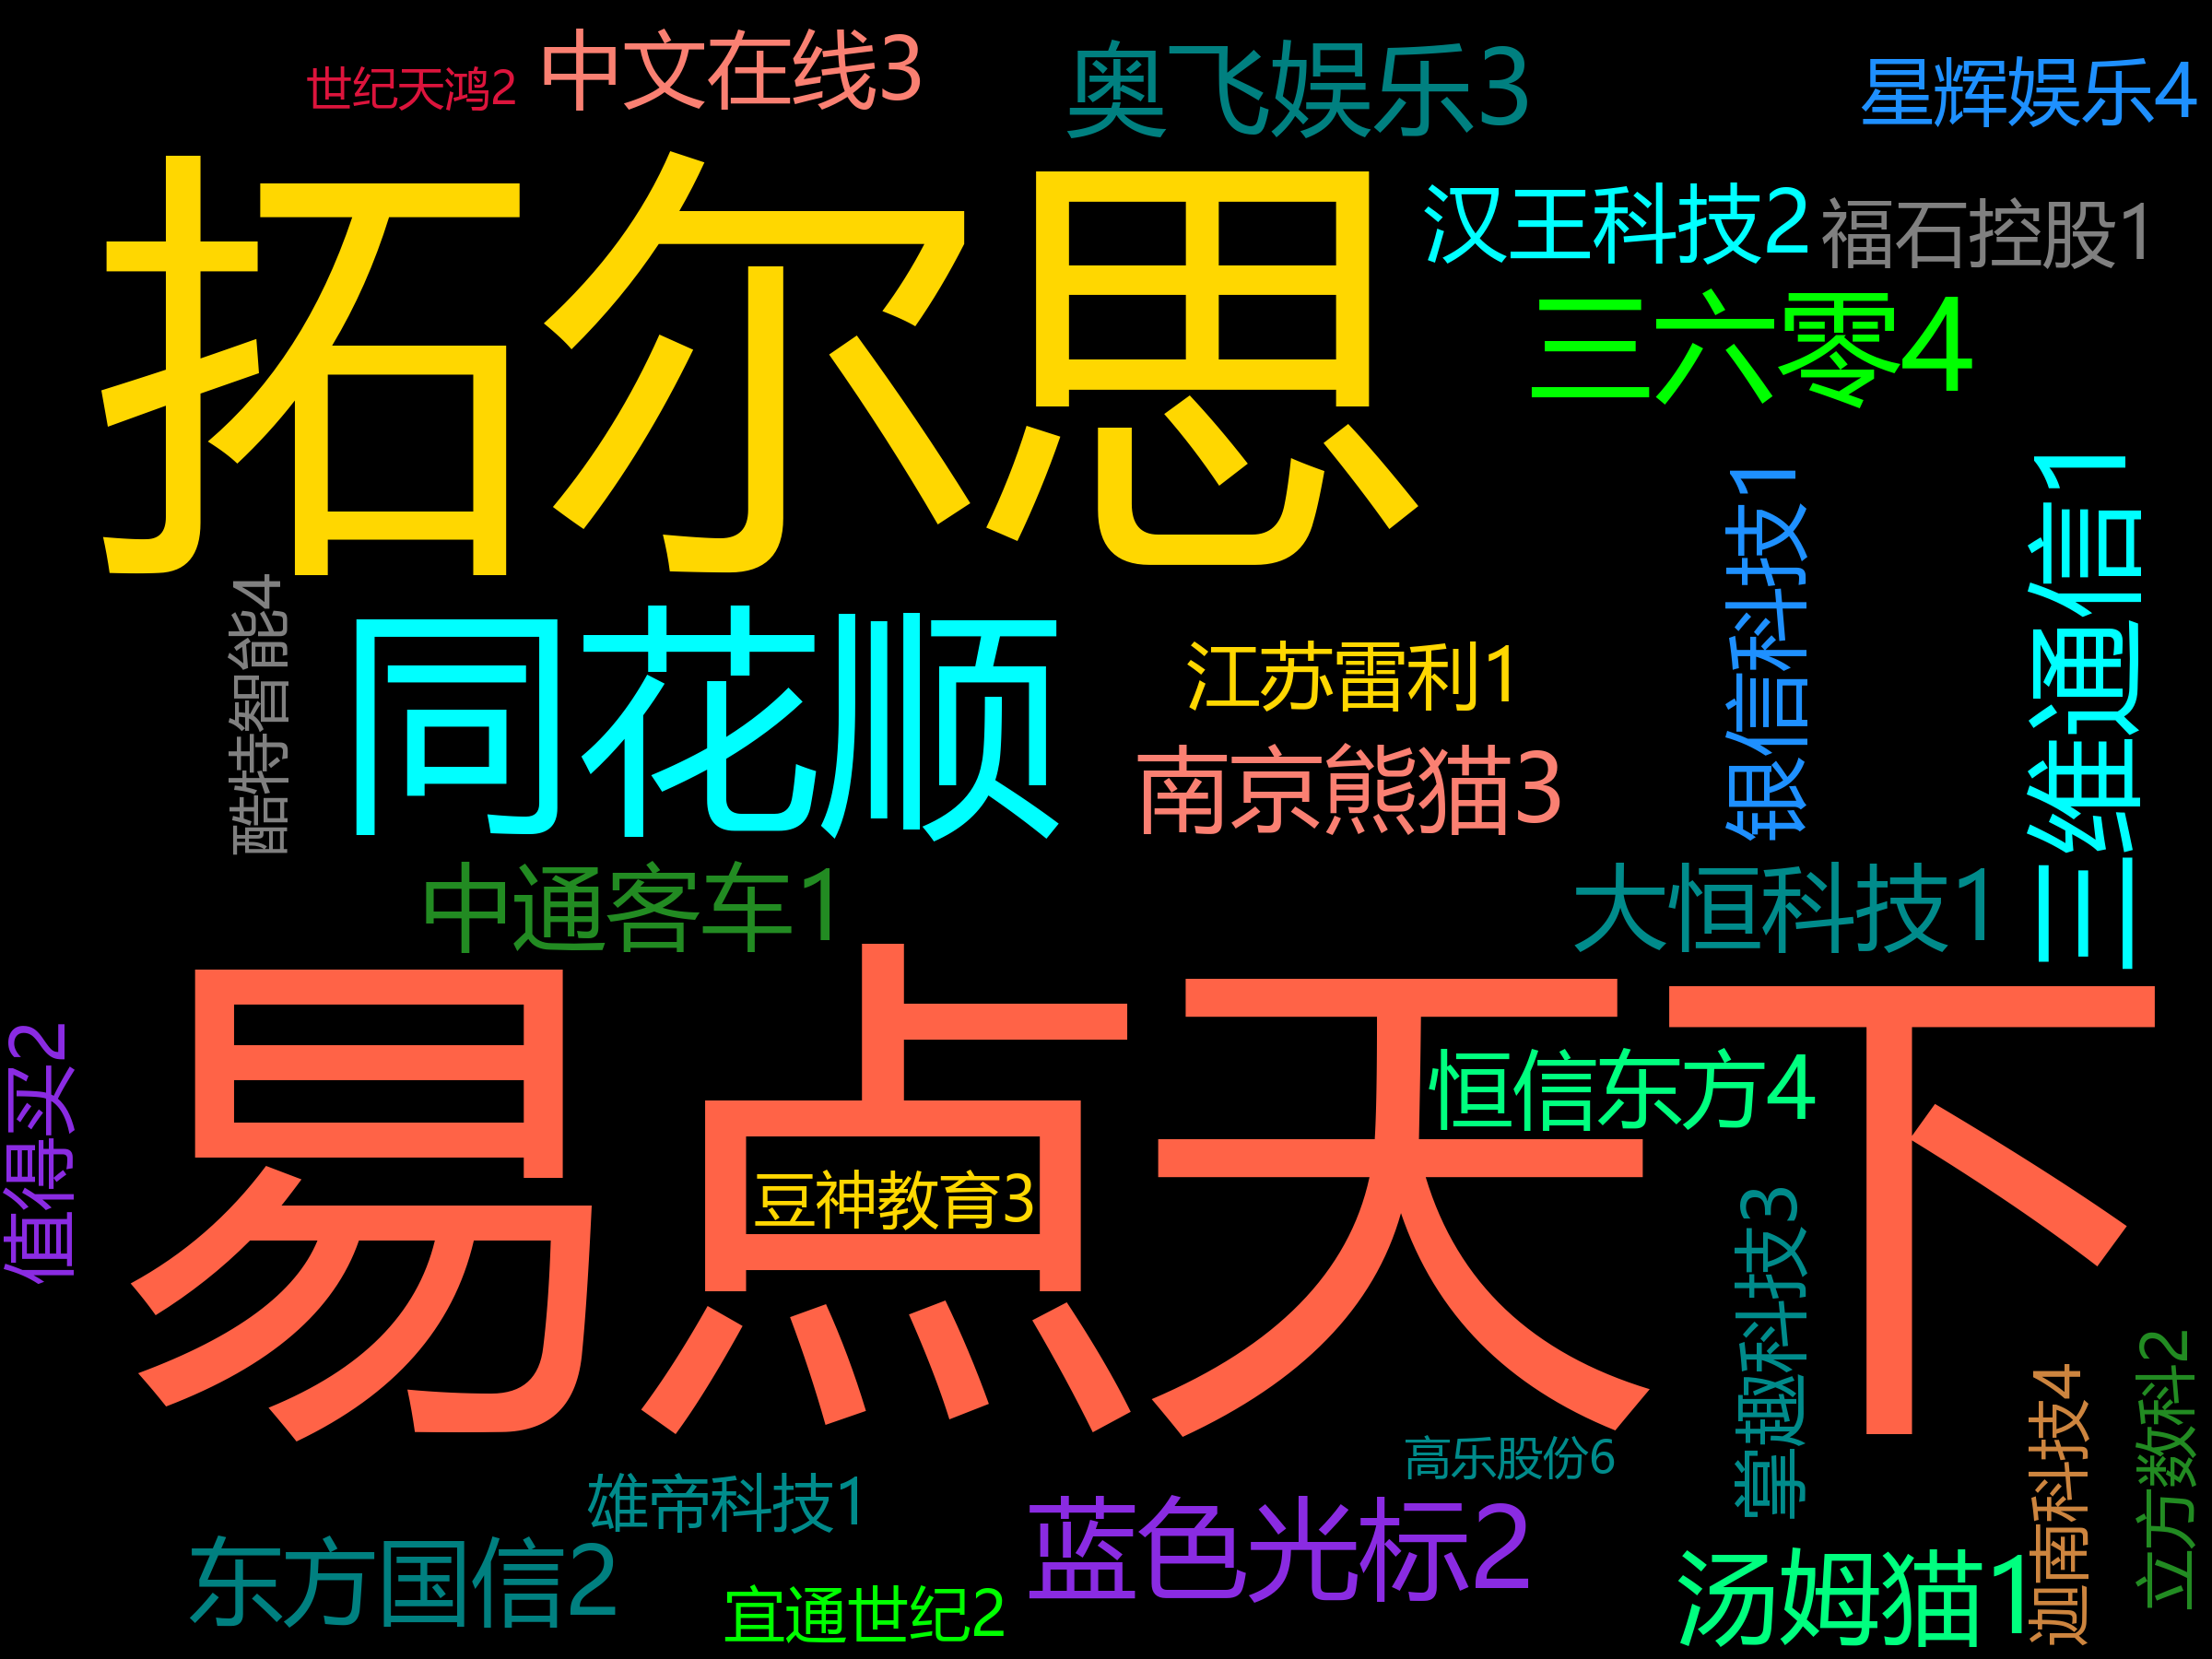 世纪天鸿2
中文在线3
奥飞娱乐3
星辉娱乐4
拓尔思
汉王科技2
福石控股1
三六零4
同花顺
江苏雷利1
南京熊猫3
银信科技1
三维通信1
酷特智能4
中通客车1
大恒科技1
易点天下
值得买2
恒信东方4
豆神教育3
掌趣科技3
高乐股份6
雄帝科技1
蓝色光标2
东方国信2
宜通世纪2
汤姆猫1
迦南科技4
立方数科2